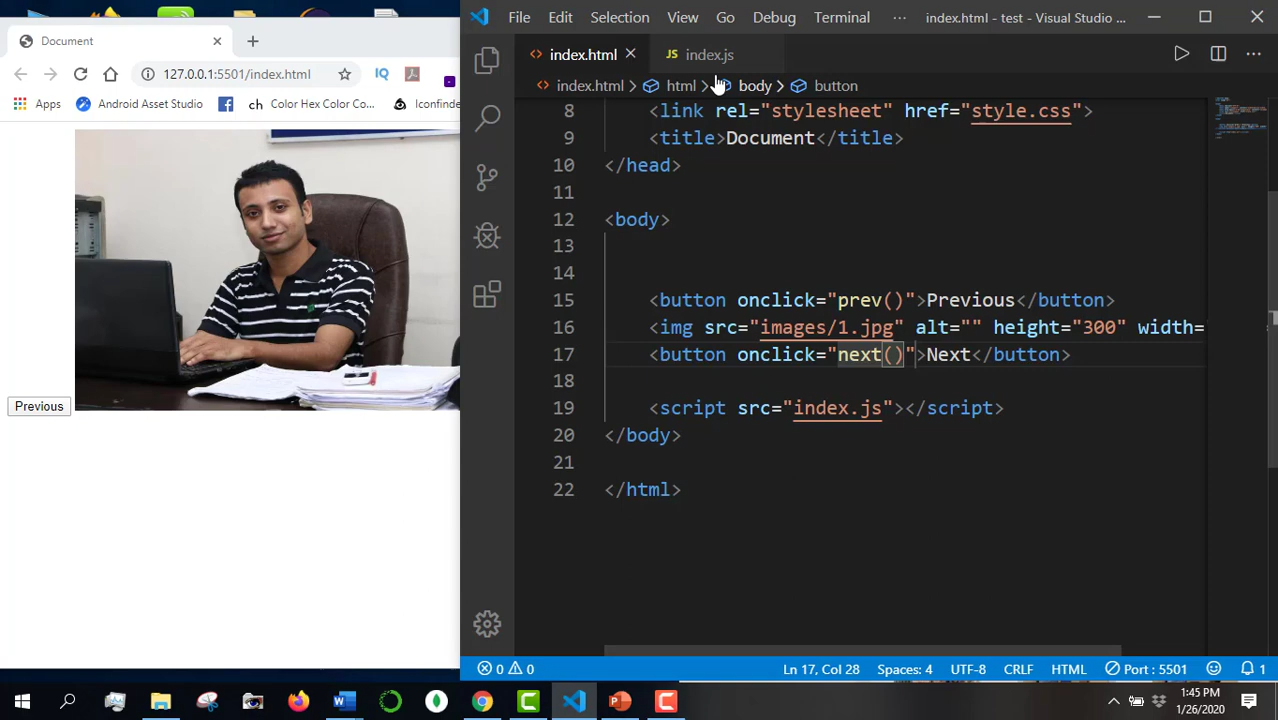 File Edit Selection View Go Debug Terminal ··· index.html - test - Visual Studio ...
Document
index.html JS index.js
127.0.0.1:5501/index.html IQ
index.html > html > body > button
Apps Android Asset Studio Color Hex Color Co... Iconfinde
8 <link rel="stylesheet" href="style.css">
9 <title>Document</title>
10 </head>
11
12 <body>
13
14
15 <button onclick="prev()">Previous</button>
16 <img src="images/1.jpg" alt="" height="300" width=
17 <button onclick="next()">Next</button>
18
19 <script src="index.js"></script>
20 </body>
21
22 </html>
Previous
0 0 Ln 17, Col 28 Spaces: 4 UTF-8 CRLF HTML Port : 5501 1
1:45 PM
1/26/2020